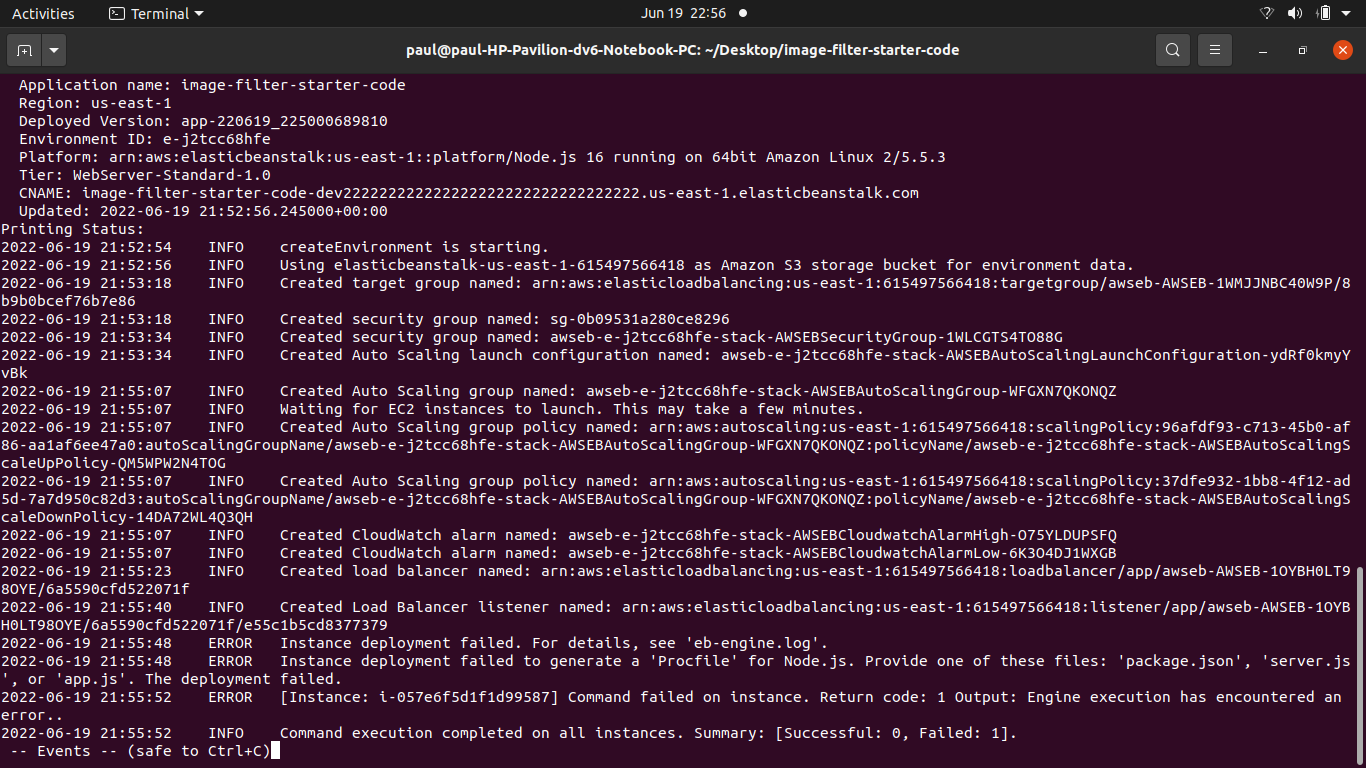 Activities Terminal Jun 19 22:56
paul@paul-HP-Pavilion-dv6-Notebook-PC: ~/Desktop/image-filter-starter-code
Application name: image-filter-starter-code
Region: us-east-1
Deployed Version: app-220619_225000689810
Environment ID: e-j2tcc68hfe
Platform: arn:aws:elasticbeanstalk:us-east-1::platform/Node.js 16 running on 64bit Amazon Linux 2/5.5.3
Tier: WebServer-Standard-1.0
CNAME: image-filter-starter-code-dev222222222222222222222222222222222.us-east-1.elasticbeanstalk.com
Updated: 2022-06-19 21:52:56.245000+00:00
Printing Status:
2022-06-19 21:52:54 INFO createEnvironment is starting.
2022-06-19 21:52:56 INFO Using elasticbeanstalk-us-east-1-615497566418 as Amazon S3 storage bucket for environment data.
2022-06-19 21:53:18 INFO Created target group named: arn:aws:elasticloadbalancing:us-east-1:615497566418:targetgroup/awseb-AWSEB-1WMJJNBC40W9P/8
b9b0bcef76b7e86
2022-06-19 21:53:18 INFO Created security group named: sg-0b09531a280ce8296
2022-06-19 21:53:34 INFO Created security group named: awseb-e-j2tcc68hfe-stack-AWSEBSecurityGroup-1WLCGTS4TO88G
2022-06-19 21:53:34 INFO Created Auto Scaling launch configuration named: awseb-e-j2tcc68hfe-stack-AWSEBAutoScalingLaunchConfiguration-ydRf0kmyY
vBk
2022-06-19 21:55:07 INFO Created Auto Scaling group named: awseb-e-j2tcc68hfe-stack-AWSEBAutoScalingGroup-WFGXN7QKONQZ
2022-06-19 21:55:07 INFO Waiting for EC2 instances to launch. This may take a few minutes.
2022-06-19 21:55:07 INFO Created Auto Scaling group policy named: arn:aws:autoscaling:us-east-1:615497566418:scalingPolicy:96afdf93-c713-45b0-af
86-aa1af6ee47a0:autoScalingGroupName/awseb-e-j2tcc68hfe-stack-AWSEBAutoScalingGroup-WFGXN7QKONQZ:policyName/awseb-e-j2tcc68hfe-stack-AWSEBAutoScalingS
caleUpPolicy-QM5WPW2N4TOG
2022-06-19 21:55:07 INFO Created Auto Scaling group policy named: arn:aws:autoscaling:us-east-1:615497566418:scalingPolicy:37dfe932-1bb8-4f12-ad
5d-7a7d950c82d3:autoScalingGroupName/awseb-e-j2tcc68hfe-stack-AWSEBAutoScalingGroup-WFGXN7QKONQZ:policyName/awseb-e-j2tcc68hfe-stack-AWSEBAutoScalingS
caleDownPolicy-14DA72WL4Q3QH
2022-06-19 21:55:07 INFO Created CloudWatch alarm named: awseb-e-j2tcc68hfe-stack-AWSEBCloudwatchAlarmHigh-O75YLDUPSFQ
2022-06-19 21:55:07 INFO Created CloudWatch alarm named: awseb-e-j2tcc68hfe-stack-AWSEBCloudwatchAlarmLow-6K3O4DJ1WXGB
2022-06-19 21:55:23 INFO Created load balancer named: arn:aws:elasticloadbalancing:us-east-1:615497566418:loadbalancer/app/awseb-AWSEB-1OYBH0LT9
8OYE/6a5590cfd522071f
2022-06-19 21:55:40 INFO Created Load Balancer listener named: arn:aws:elasticloadbalancing:us-east-1:615497566418:listener/app/awseb-AWSEB-1OYB
H0LT98OYE/6a5590cfd522071f/e55c1b5cd8377379
2022-06-19 21:55:48 ERROR Instance deployment failed. For details, see 'eb-engine.log'.
2022-06-19 21:55:48 ERROR Instance deployment failed to generate a 'Procfile' for Node.js. Provide one of these files: 'package.json', 'server.js
', or 'app.js'. The deployment failed.
2022-06-19 21:55:52 ERROR [Instance: i-057e6f5d1f1d99587] Command failed on instance. Return code: 1 Output: Engine execution has encountered an
error..
2022-06-19 21:55:52 INFO Command execution completed on all instances. Summary: [Successful: 0, Failed: 1].
-- Events -- (safe to Ctrl+C)